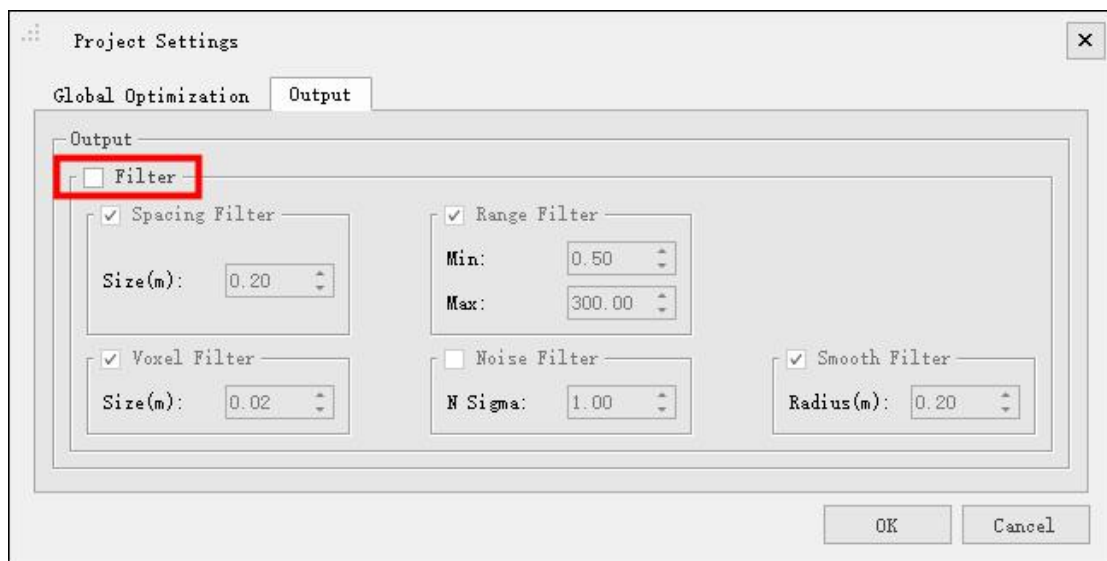 Project Settings
Global Optimization Output
Output
Filter
Spacing Filter Range Filter
Size(m): 0.20 Min: 0.50
Max: 300.00
Voxel Filter Noise Filter Smooth Filter
Size(m): 0.02 N Sigma: 1.00 Radius(m): 0.20
OK Cancel